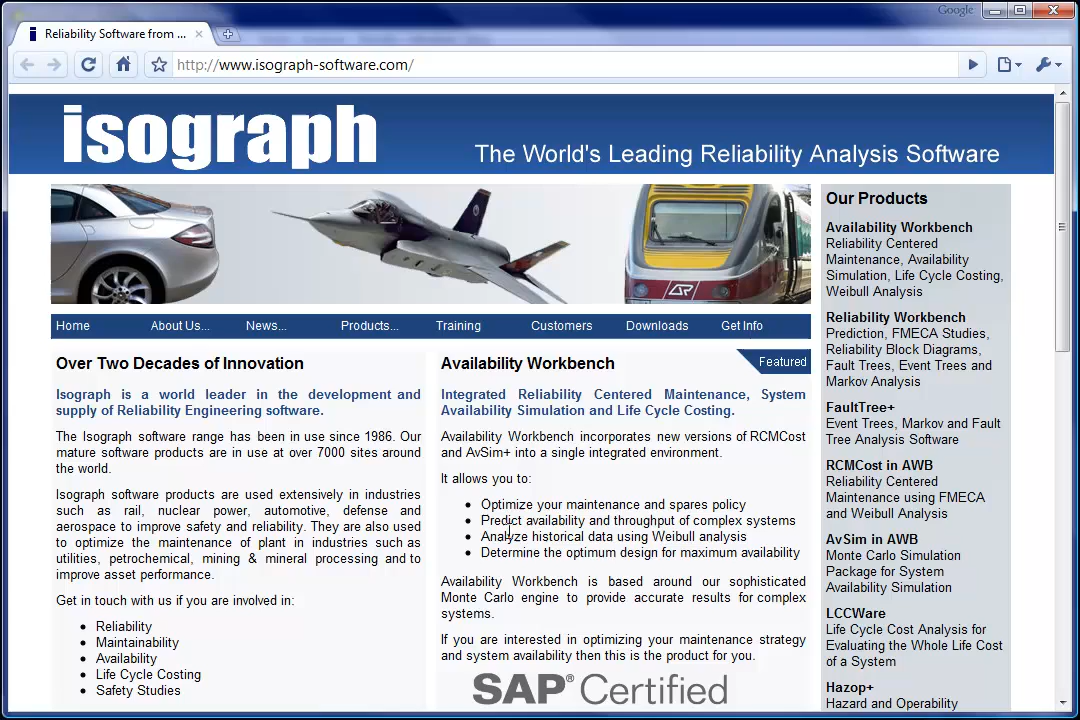 Google
Reliability Software from ...
http://www.isograph-software.com/
isograph
The World's Leading Reliability Analysis Software
Home About Us... News... Products... Training Customers Downloads Get Info
Over Two Decades of Innovation
Isograph is a world leader in the development and
supply of Reliability Engineering software.
The Isograph software range has been in use since 1986. Our
mature software products are in use at over 7000 sites around
the world.
Isograph software products are used extensively in industries
such as rail, nuclear power, automotive, defense and
aerospace to improve safety and reliability. They are also used
to optimize the maintenance of plant in industries such as
utilities, petrochemical, mining & mineral processing and to
improve asset performance.
Get in touch with us if you are involved in:
• Reliability
• Maintainability
• Availability
• Life Cycle Costing
• Safety Studies
Availability Workbench
Featured
Integrated Reliability Centered Maintenance, System
Availability Simulation and Life Cycle Costing.
Availability Workbench incorporates new versions of RCMCost
and AvSim+ into a single integrated environment.
It allows you to:
• Optimize your maintenance and spares policy
• Predict availability and throughput of complex systems
• Analyze historical data using Weibull analysis
• Determine the optimum design for maximum availability
Availability Workbench is based around our sophisticated
Monte Carlo engine to provide accurate results for complex
systems.
If you are interested in optimizing your maintenance strategy
and system availability then this is the product for you.
SAP® Certified
Our Products
Availability Workbench
Reliability Centered
Maintenance, Availability
Simulation, Life Cycle Costing,
Weibull Analysis
Reliability Workbench
Prediction, FMECA Studies,
Reliability Block Diagrams,
Fault Trees, Event Trees and
Markov Analysis
FaultTree+
Event Trees, Markov and Fault
Tree Analysis Software
RCMCost in AWB
Reliability Centered
Maintenance using FMECA
and Weibull Analysis
AvSim in AWB
Monte Carlo Simulation
Package for System
Availability Simulation
LCCWare
Life Cycle Cost Analysis for
Evaluating the Whole Life Cost
of a System
Hazop+
Hazard and Operability